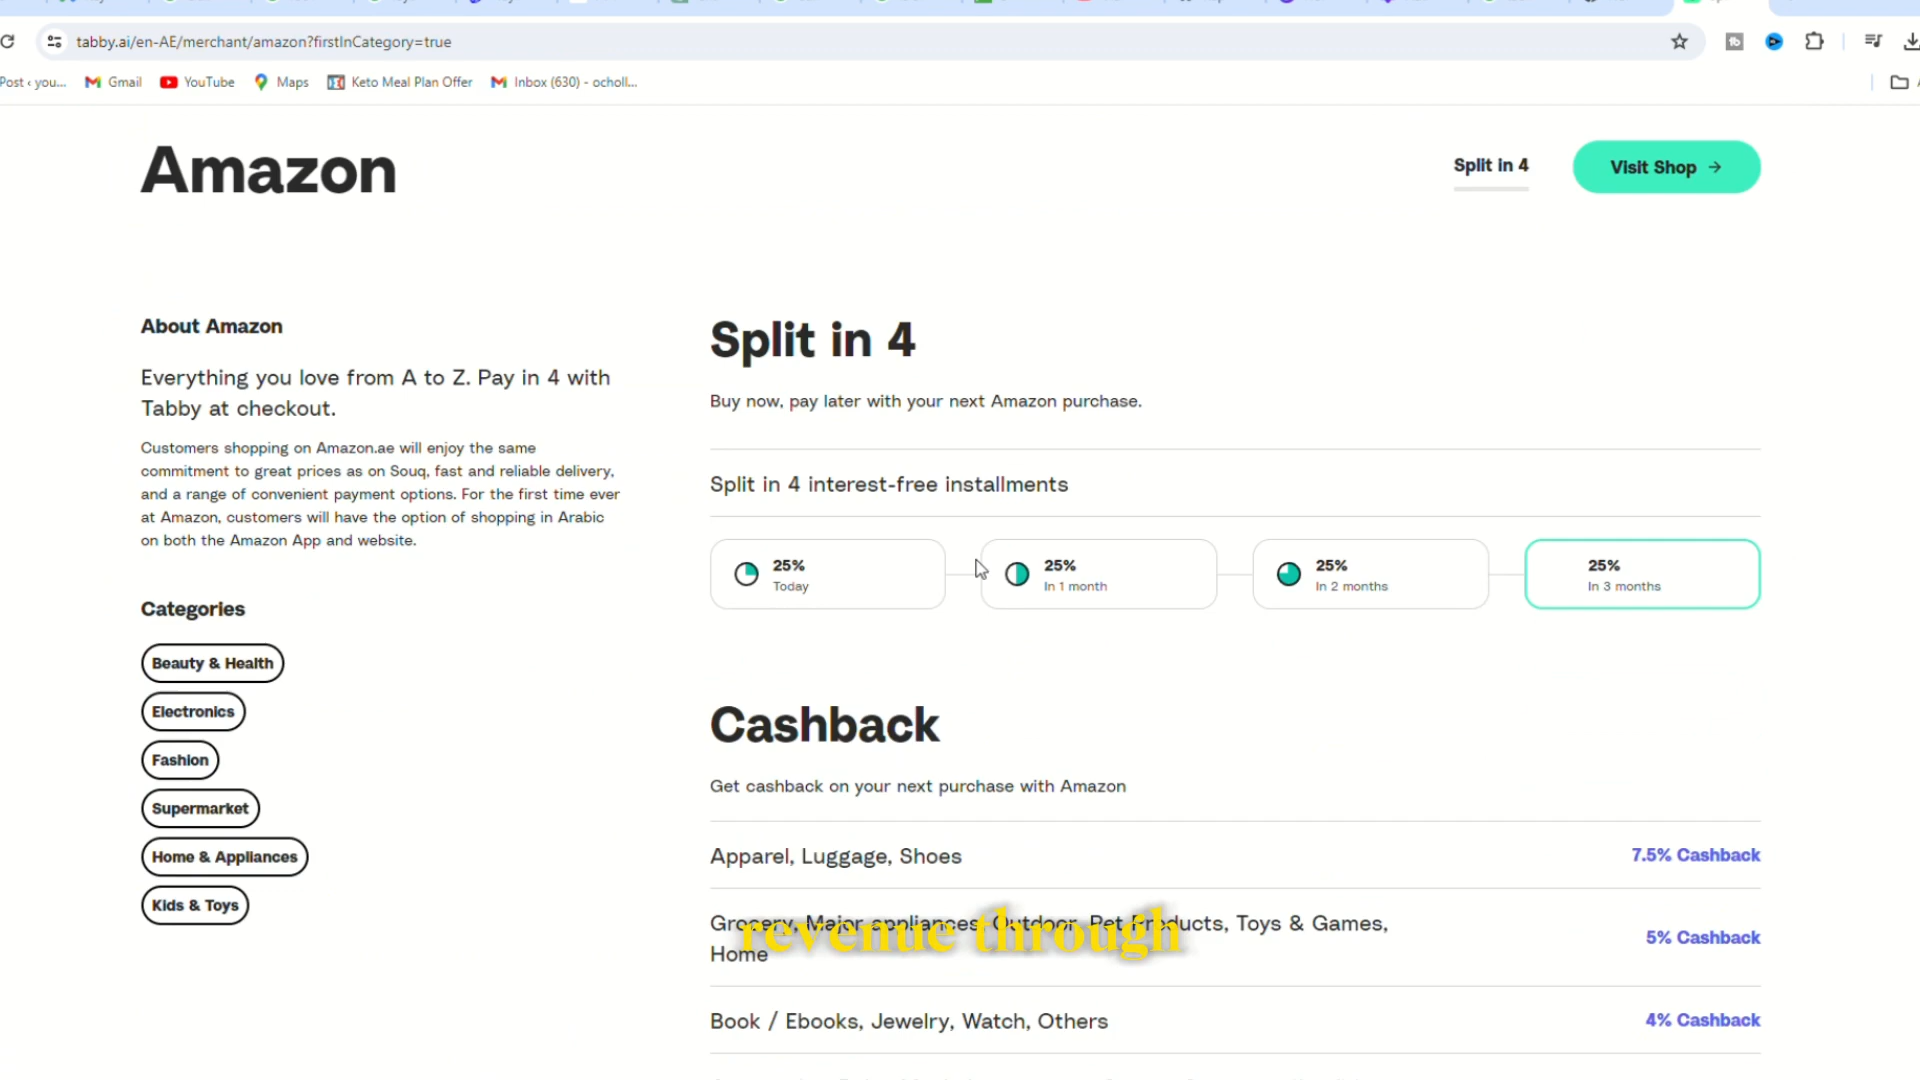 tabby.ai/en-AE/merchant/amazon?firstInCategory=true
Post ‹ you...
Gmail
YouTube
Maps
Keto Meal Plan Offer
Inbox (630) - ocholl...
Amazon
Split in 4
Visit Shop →
About Amazon
Everything you love from A to Z. Pay in 4 with
Tabby at checkout.
Customers shopping on Amazon.ae will enjoy the same
commitment to great prices as on Souq, fast and reliable delivery,
and a range of convenient payment options. For the first time ever
at Amazon, customers will have the option of shopping in Arabic
on both the Amazon App and website.
Categories
Beauty & Health
Electronics
Fashion
Supermarket
Home & Appliances
Kids & Toys
Split in 4
Buy now, pay later with your next Amazon purchase.
Split in 4 interest-free installments
25%
Today
25%
In 1 month
25%
In 2 months
25%
In 3 months
Cashback
Get cashback on your next purchase with Amazon
Apparel, Luggage, Shoes
7.5% Cashback
Grocery, Major appliances, Outdoor, Pet Products, Toys & Games,
Home
5% Cashback
revenue through
Book / Ebooks, Jewelry, Watch, Others
4% Cashback